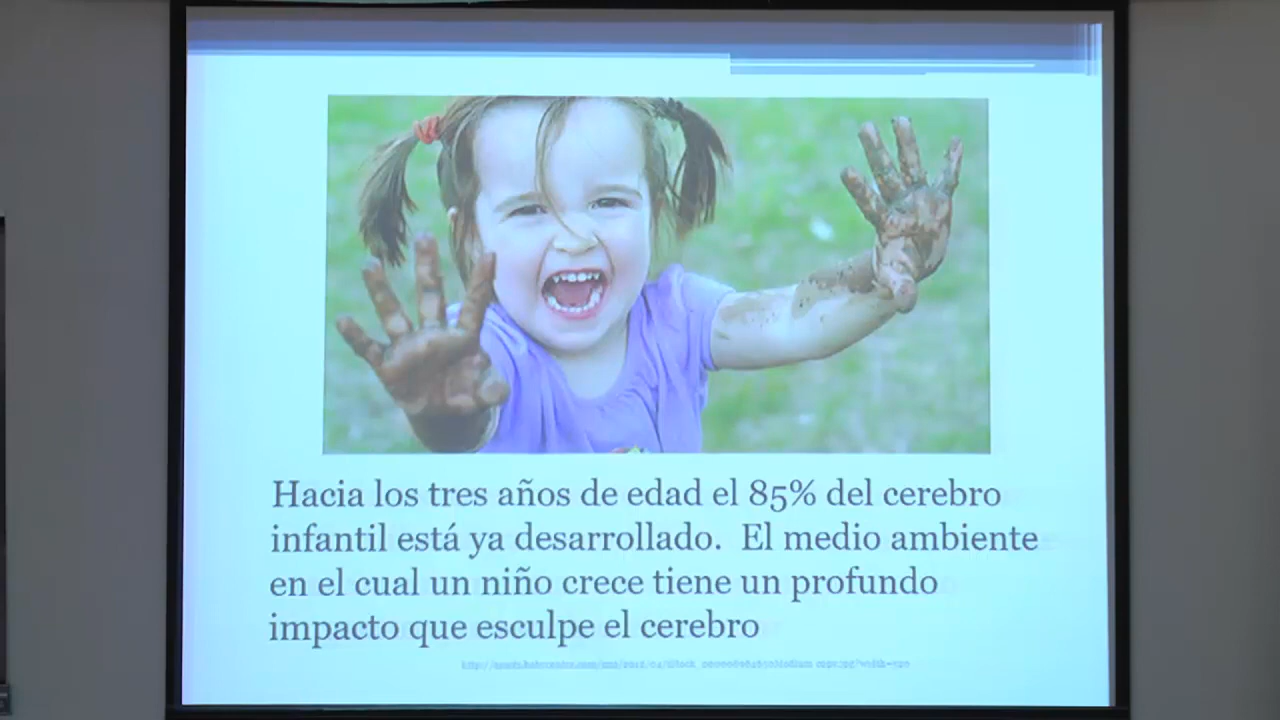 Hacia los tres años de edad el 85% del cerebro
infantil está ya desarrollado. El medio ambiente
en el cual un niño crece tiene un profundo
impacto que esculpe el cerebro